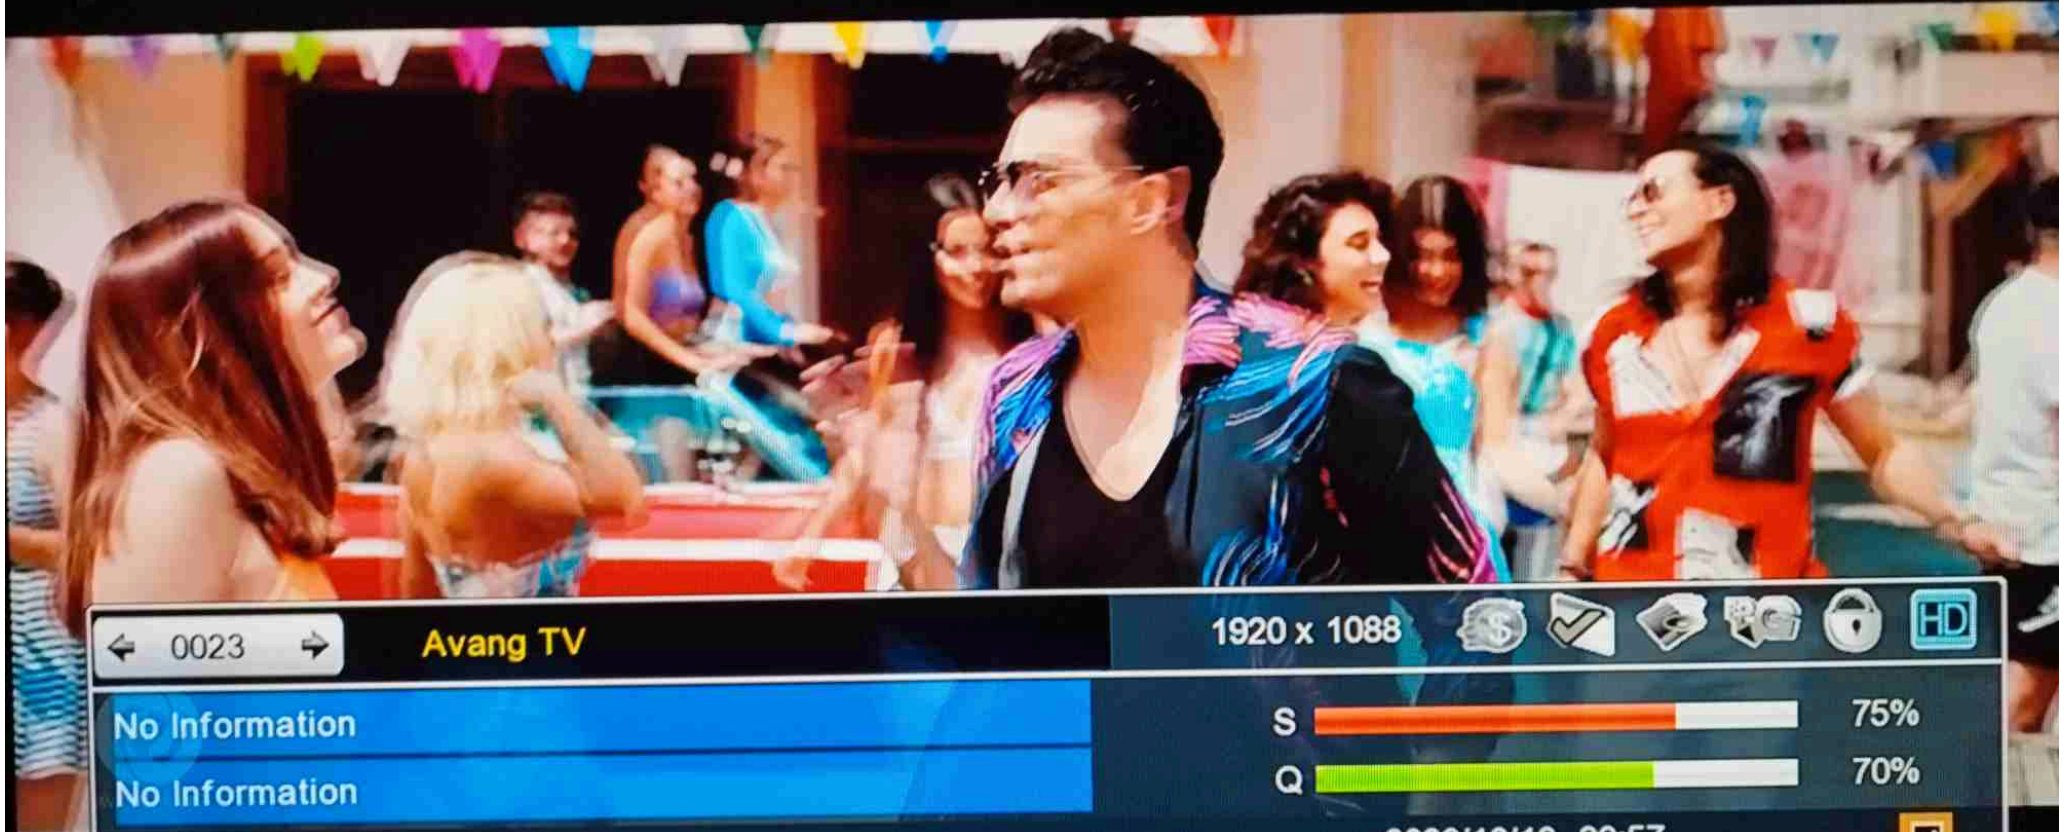 0023 Avang TV 1920 x 1088 $ G HD
No Information
S 75%
No Information
Q 70%